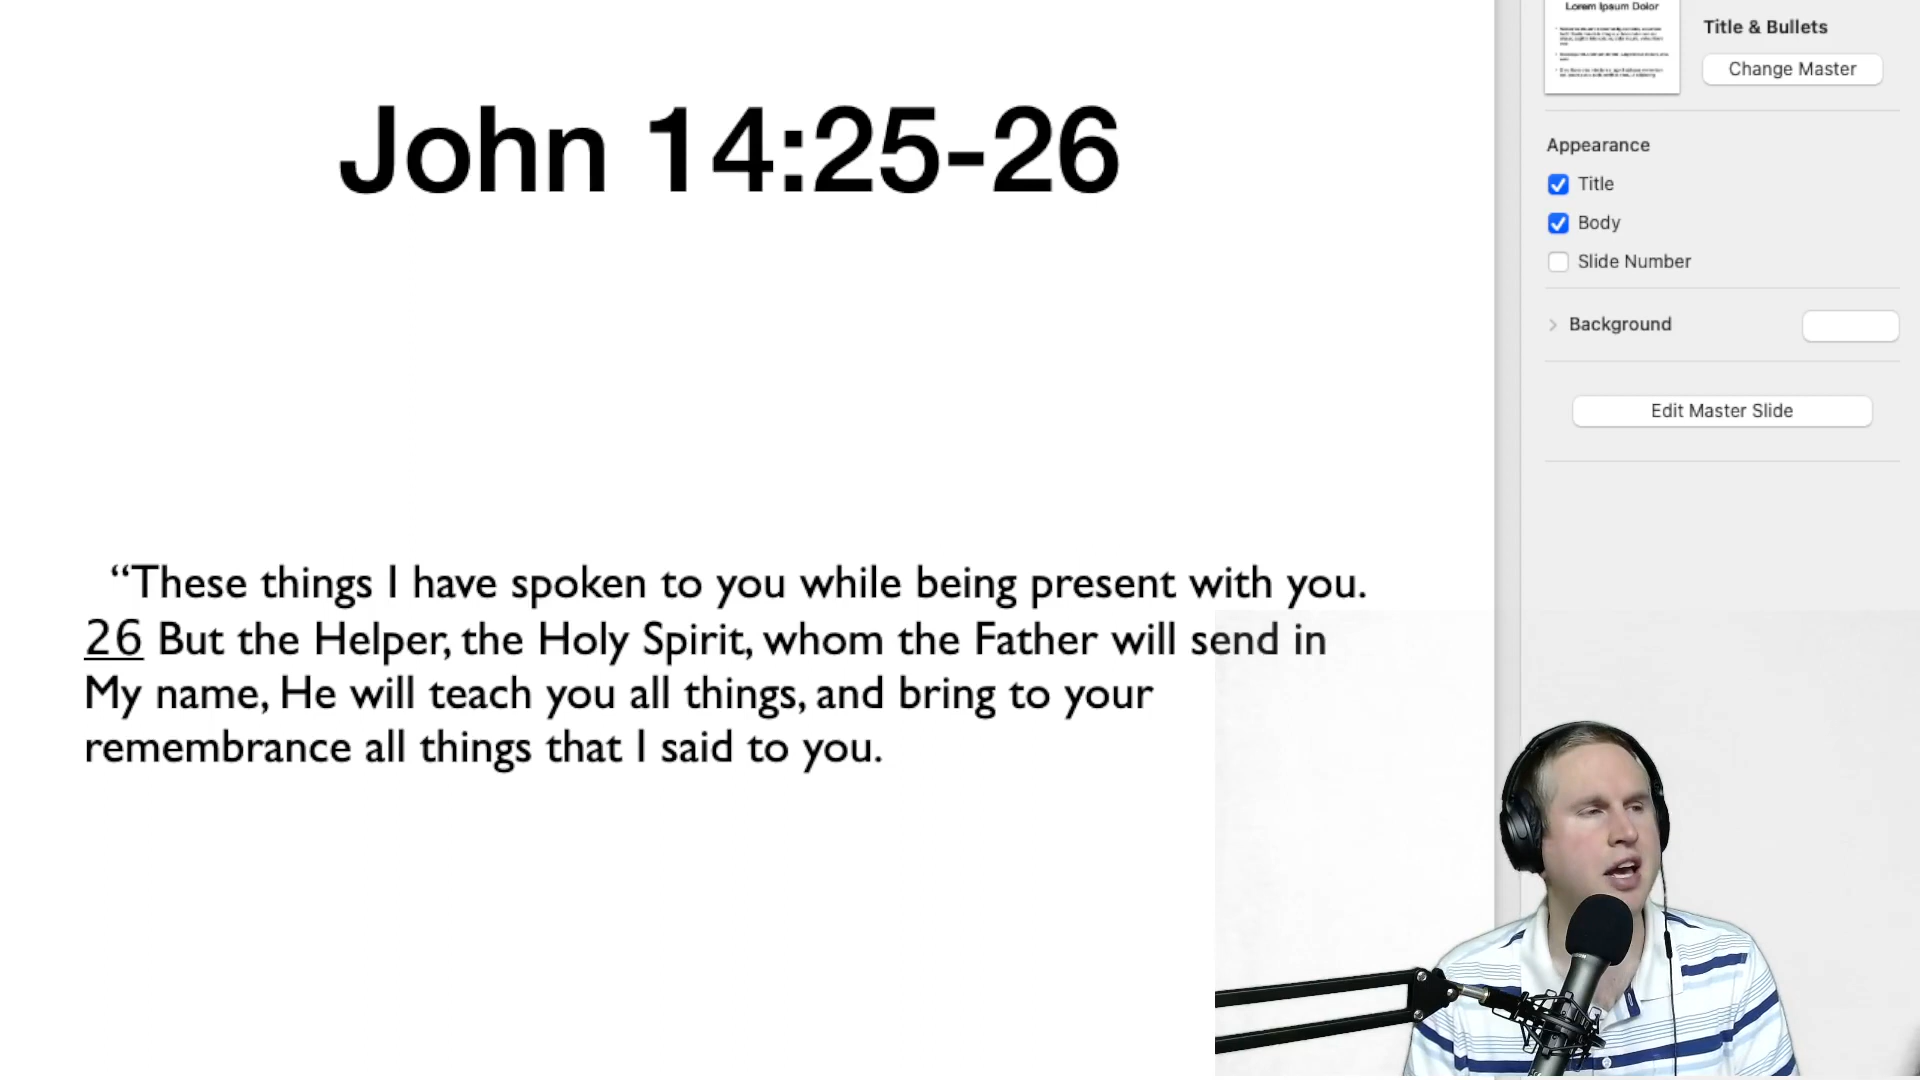 Lorem Ipsum Dolor
Title & Bullets
Change Master
John 14:25-26
Appearance
Title
Body
Slide Number
Background
Edit Master Slide
“These things I have spoken to you while being present with you.
26 But the Helper, the Holy Spirit, whom the Father will send in
My name, He will teach you all things, and bring to your
remembrance all things that I said to you.